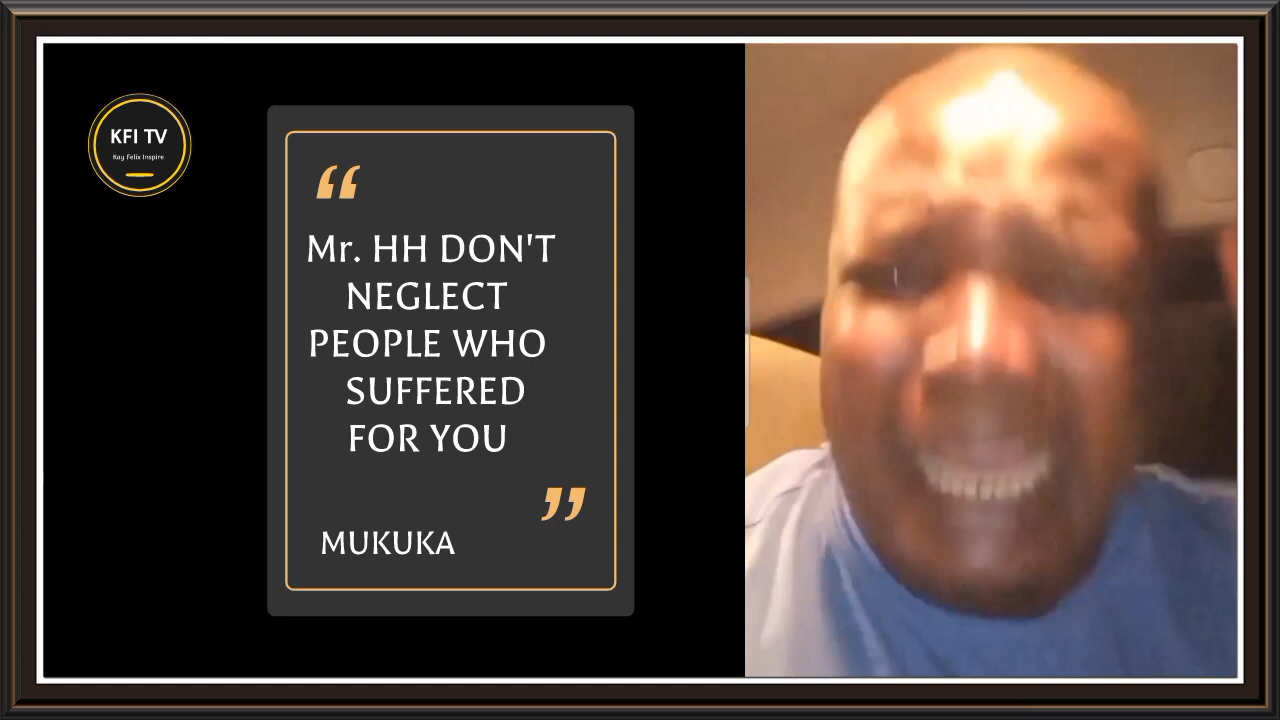 KFI TV
Kay Felix Inspire
“
Mr. HH DON'T
NEGLECT
PEOPLE WHO
SUFFERED
FOR YOU
”
MUKUKA